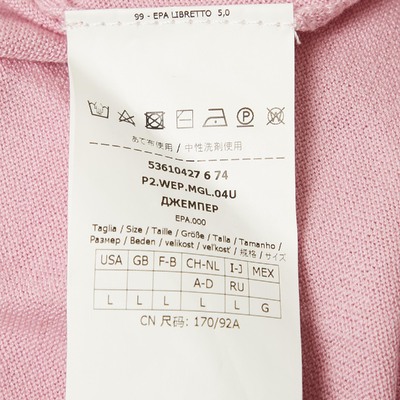 99 - EPA LIBRETTO 5,0
あて布使用 / 中性洗剤使用
53610427 6 74
P2.WEP.MGL.04U
ДЖЕМПЕР
EPA.000
Taglia / Size / Taille / Größe / Talla / Tamanho /
Размер / Beden / velikost / veľkosť / 规格 / サイズ
USA GB F-B CH-NL I-J MEX
A-D RU
L L L L L G
CN 尺码: 170/92A